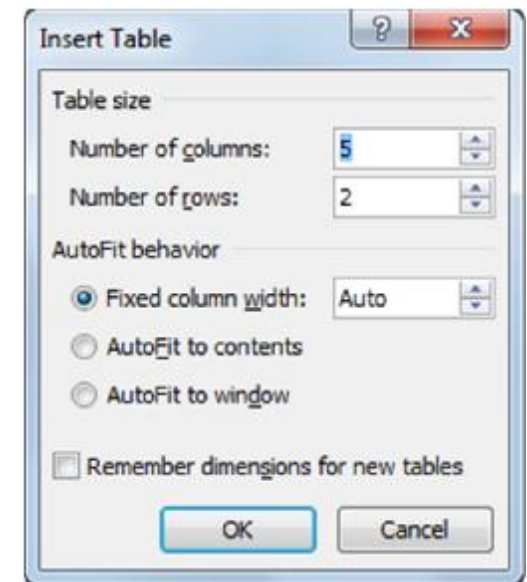 Insert Table ?
Table size
Number of columns: 5
Number of rows: 2
AutoFit behavior
Fixed column width: Auto
AutoFit to contents
AutoFit to window
Remember dimensions for new tables
OK Cancel